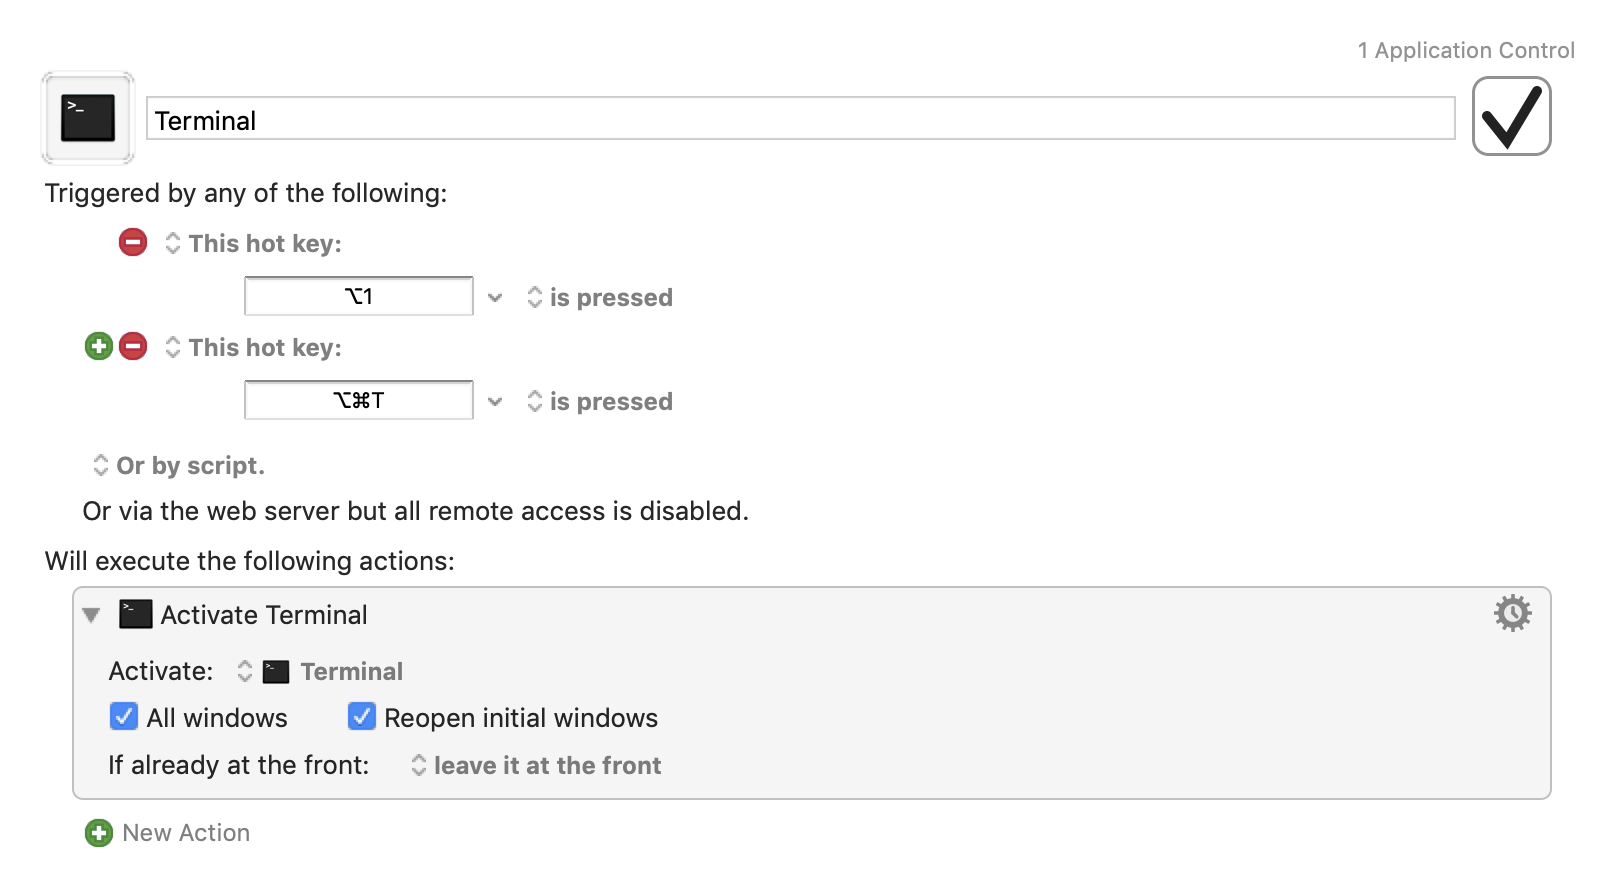 1 Application Control
>_
Terminal
Triggered by any of the following:
This hot key:
⌥1 is pressed
This hot key:
⌥⌘T is pressed
Or by script.
Or via the web server but all remote access is disabled.
Will execute the following actions:
>_ Activate Terminal
Activate: >_ Terminal
All windows Reopen initial windows
If already at the front: leave it at the front
New Action